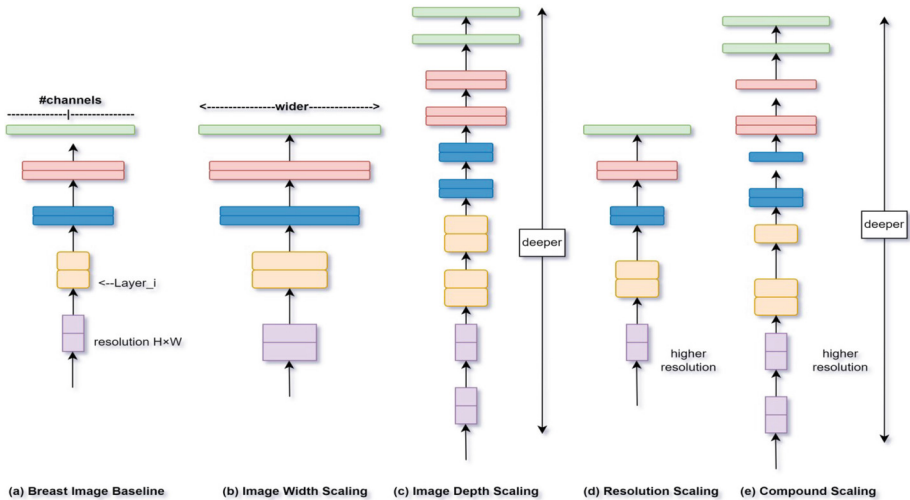 #channels
<----------------wider---------------->
<--Layer_i
resolution H×W
deeper
higher
resolution
higher
resolution
deeper
(a) Breast Image Baseline
(b) Image Width Scaling
(c) Image Depth Scaling
(d) Resolution Scaling
(e) Compound Scaling